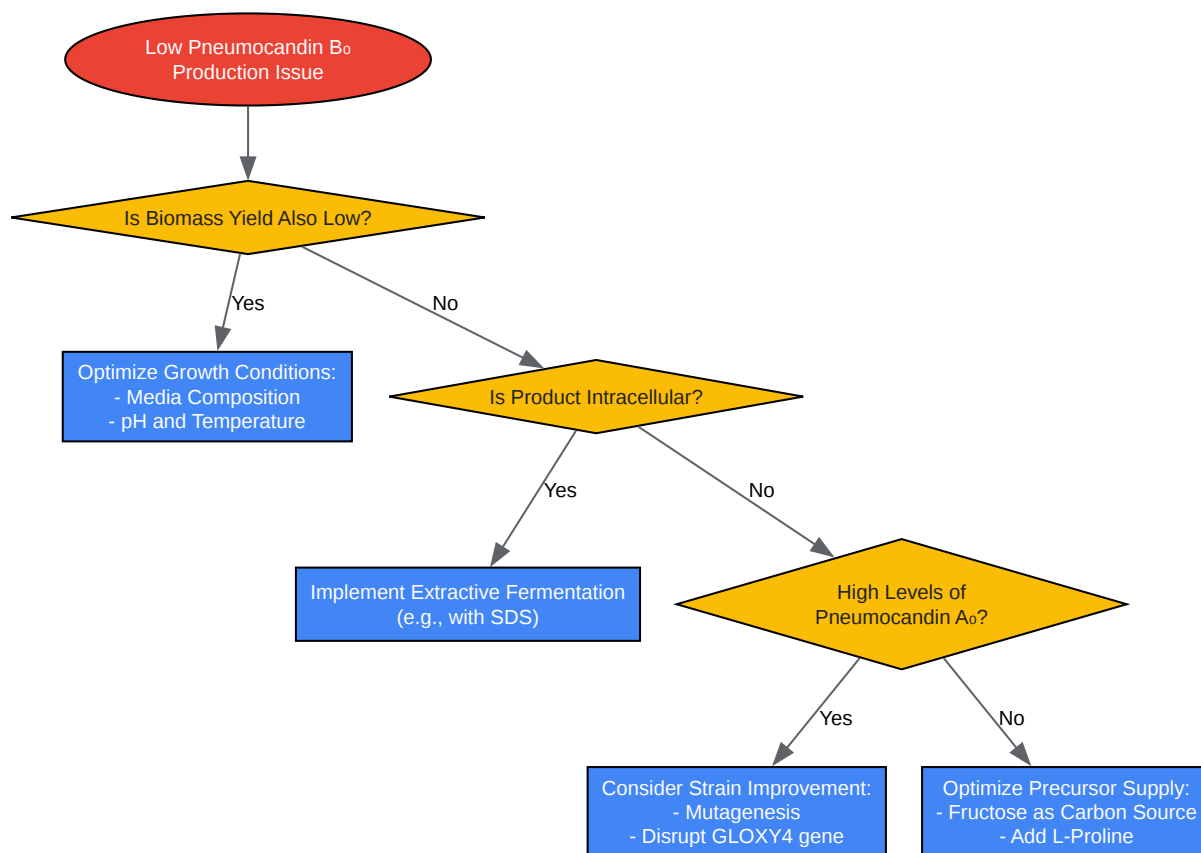 Low Pneumocandin B₀
Production Issue
Is Biomass Yield Also Low?
Yes
No
Optimize Growth Conditions:
- Media Composition
- pH and Temperature
Is Product Intracellular?
Yes
No
Implement Extractive Fermentation
(e.g., with SDS)
High Levels of
Pneumocandin A₀?
Yes
No
Consider Strain Improvement:
- Mutagenesis
- Disrupt GLOXY4 gene
Optimize Precursor Supply:
- Fructose as Carbon Source
- Add L-Proline